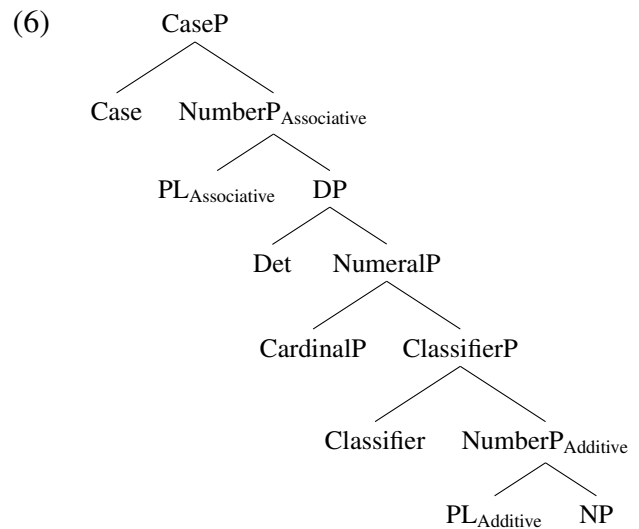 (6) CaseP
Case NumberP_Associative
PL_Associative DP
Det NumeralP
CardinalP ClassifierP
Classifier NumberP_Additive
PL_Additive NP